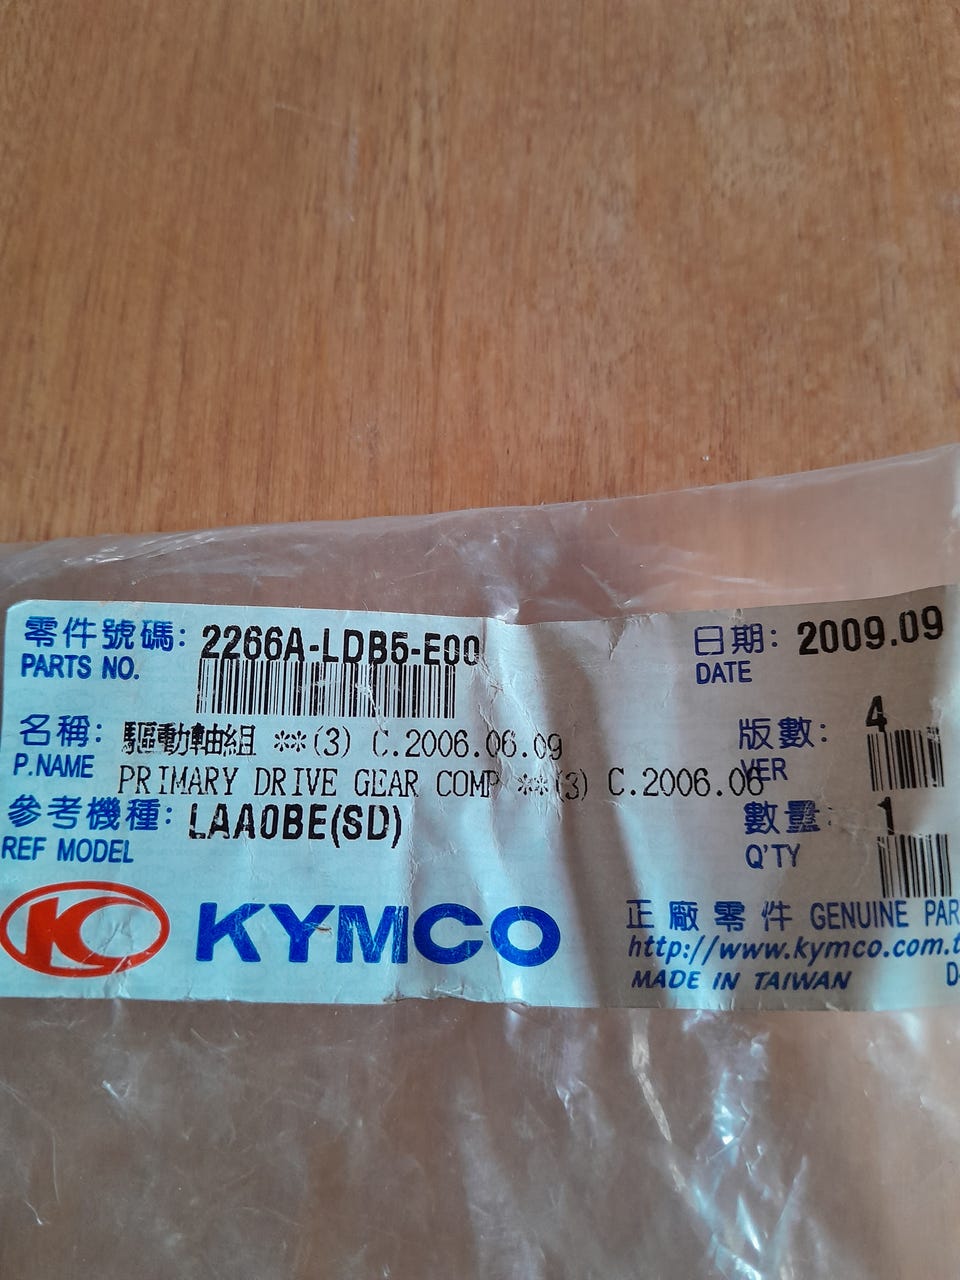 零件號碼: 2266A-LDB5-E00
PARTS NO.
日期: 2009.09
DATE
名稱: 驅動軸組 **(3) C.2006.06.09
P.NAME PRIMARY DRIVE GEAR COMP **(3) C.2006.06
版數: 4
VER
參考機種: LAA0BE(SD)
REF MODEL
數量: 1
Q'TY
KYMCO
正廠零件 GENUINE PAR
http://www.kymco.com.t
MADE IN TAIWAN